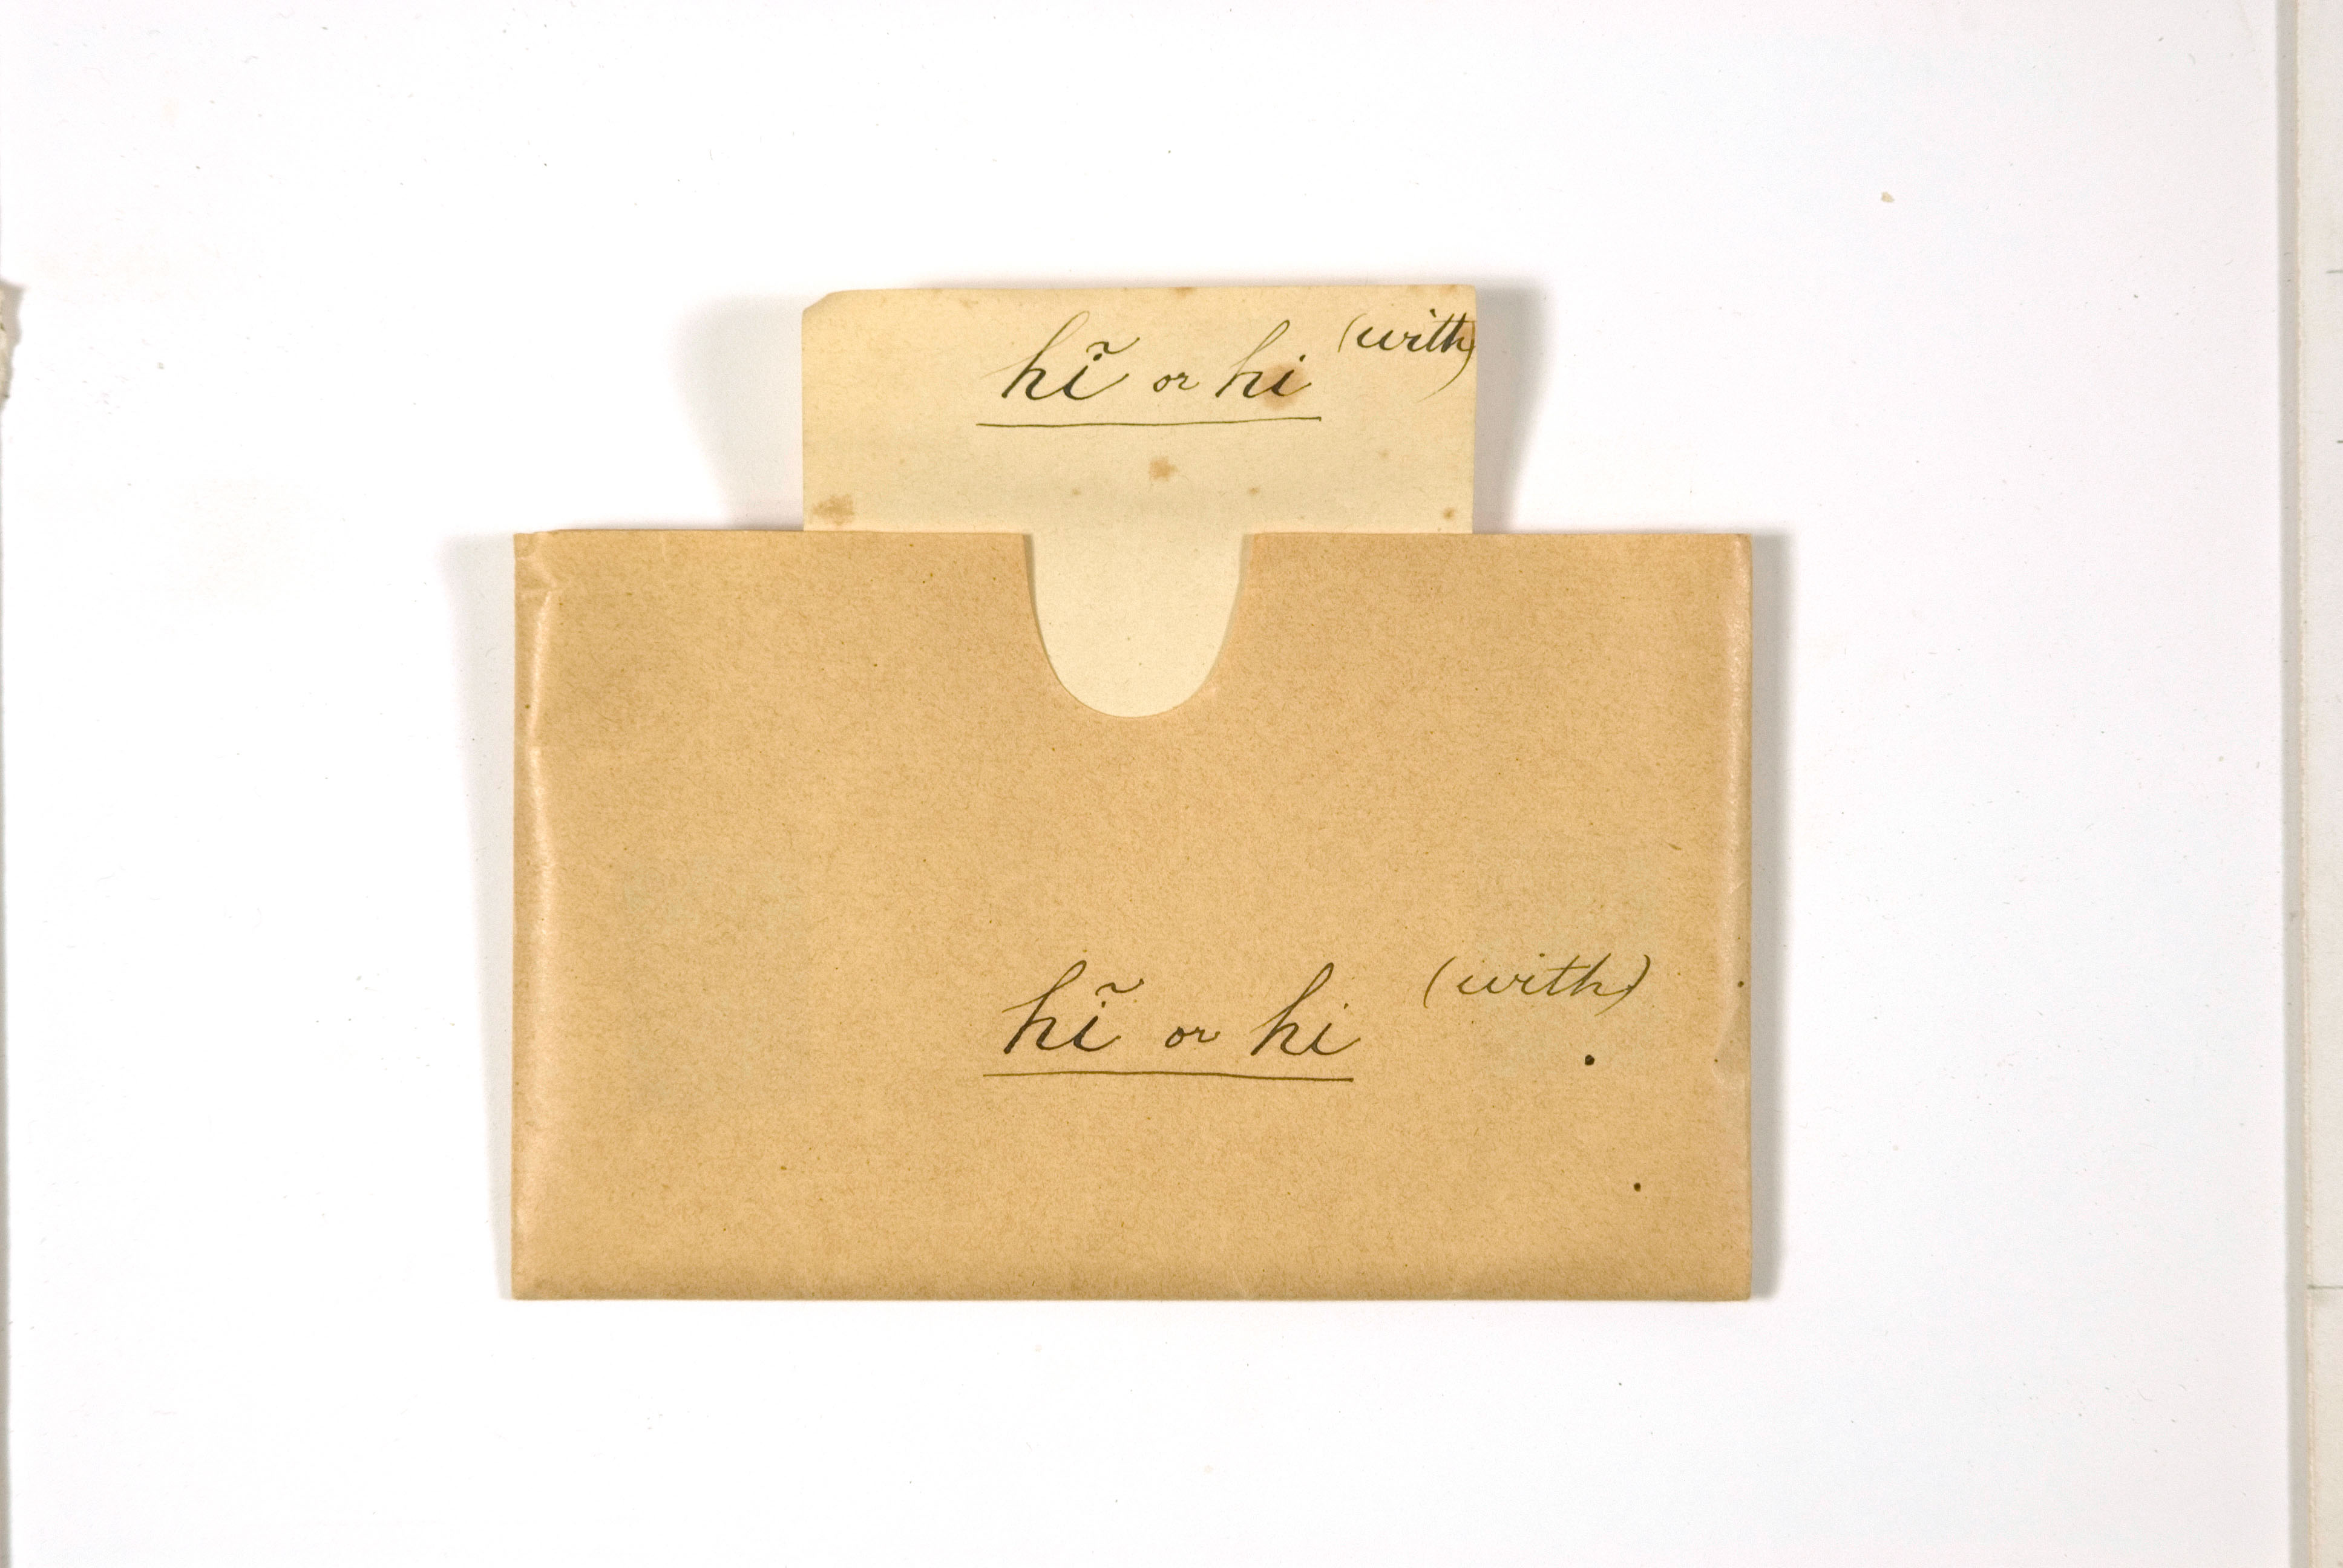 hĩ or hi (with)
hĩ or hi (with)